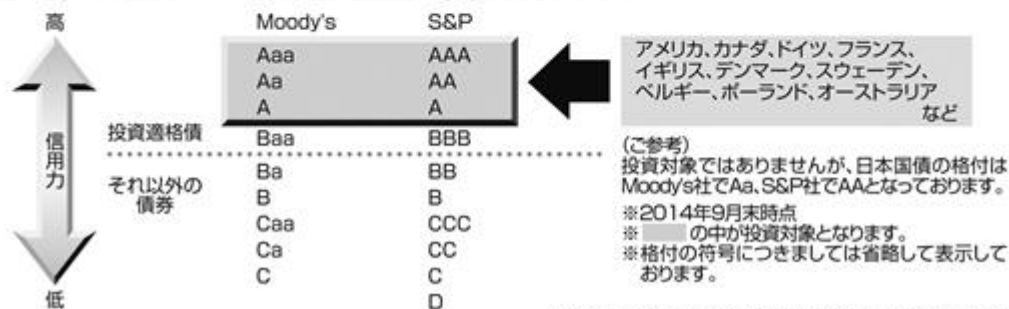 高
Moody's S&P
Aaa AAA
Aa AA
A A
投資適格債 Baa BBB
Ba BB
それ以外の
債券
B B
Caa CCC
Ca CC
C C
低 D
信用力
アメリカ、カナダ、ドイツ、フランス、
イギリス、デンマーク、スウェーデン、
ベルギー、ポーランド、オーストラリア
など
(ご参考)
投資対象ではありませんが、日本国債の格付は
Moody's社でAa、S&P社でAAとなっております。
※2014年9月末時点
※ の中が投資対象となります。
※格付の符号につきましては省略して表示して
おります。